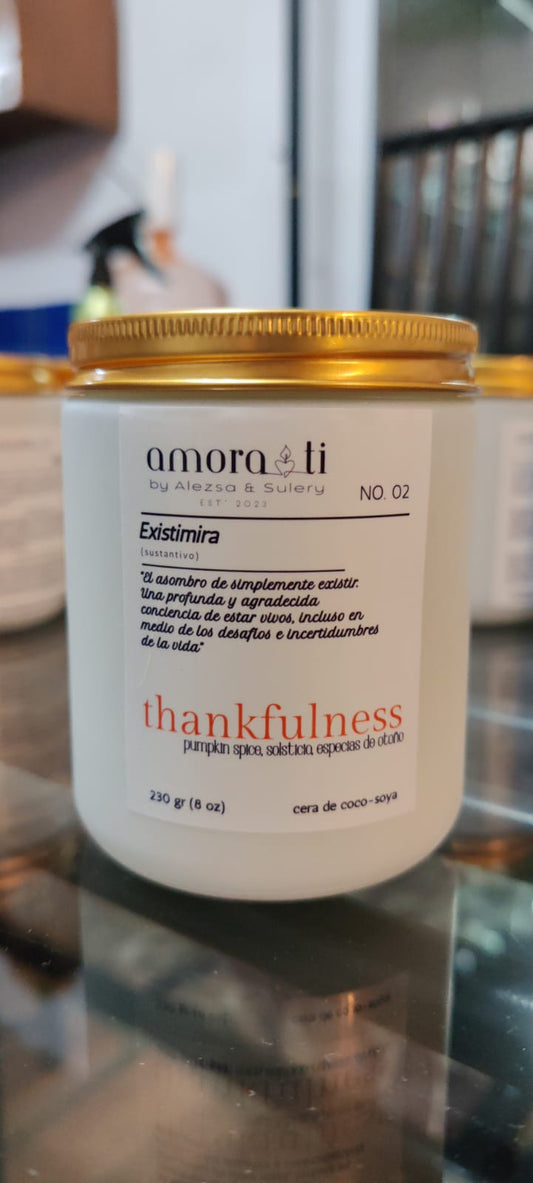 amora ti
by Alezsa & Sulery
EST' 2023
NO. 02
Existimira
(sustantivo)
"El asombro de simplemente existir.
Una profunda y agradecida
conciencia de estar vivos, incluso en
medio de los desafíos e incertidumbres
de la vida"
thankfulness
pumpkin spice, solsticio, especias de otoño
230 gr (8 oz)
cera de coco-soya